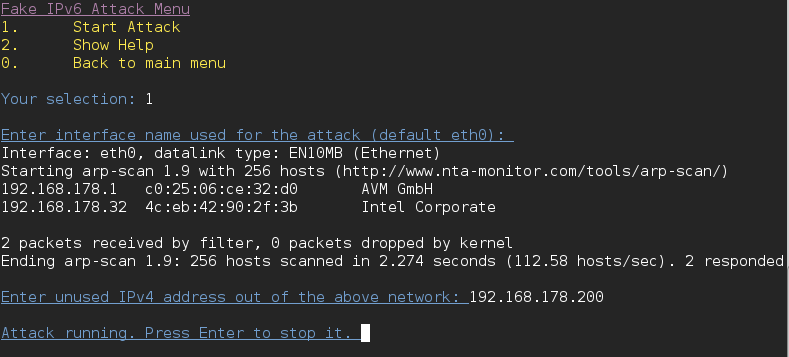 Fake IPv6 Attack Menu
1.      Start Attack
2.      Show Help
0.      Back to main menu
Your selection: 1
Enter interface name used for the attack (default eth0):
Interface: eth0, datalink type: EN10MB (Ethernet)
Starting arp-scan 1.9 with 256 hosts (http://www.nta-monitor.com/tools/arp-scan/)
192.168.178.1   c0:25:06:ce:32:d0       AVM GmbH
192.168.178.32  4c:eb:42:90:2f:3b       Intel Corporate
2 packets received by filter, 0 packets dropped by kernel
Ending arp-scan 1.9: 256 hosts scanned in 2.274 seconds (112.58 hosts/sec). 2 responded
Enter unused IPv4 address out of the above network: 192.168.178.200
Attack running. Press Enter to stop it.